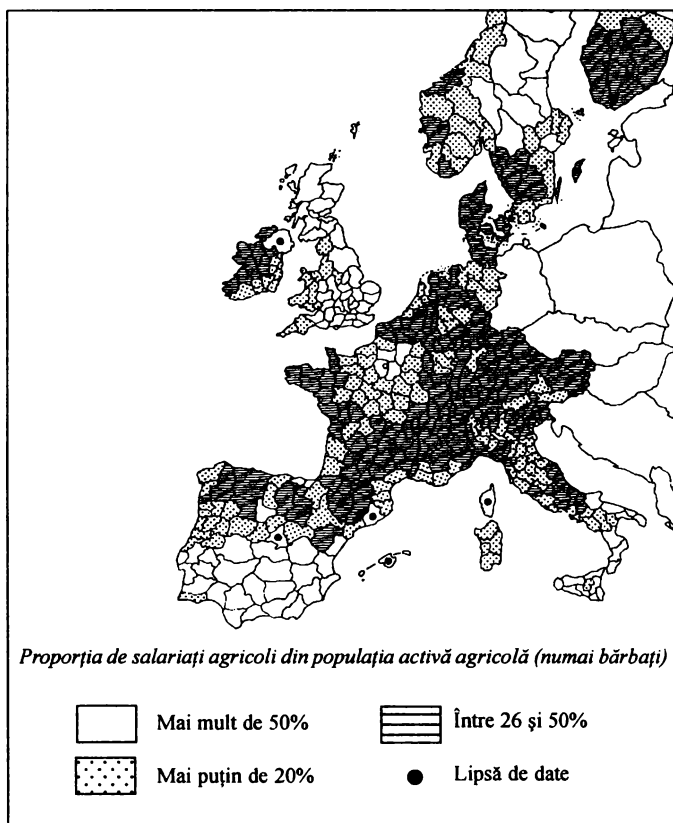 Proporția de salariați agricoli din populația activă agricolă (numai bărbați)
Mai mult de 50%
Între 26 și 50%
Mai puțin de 20%
Lipsă de date